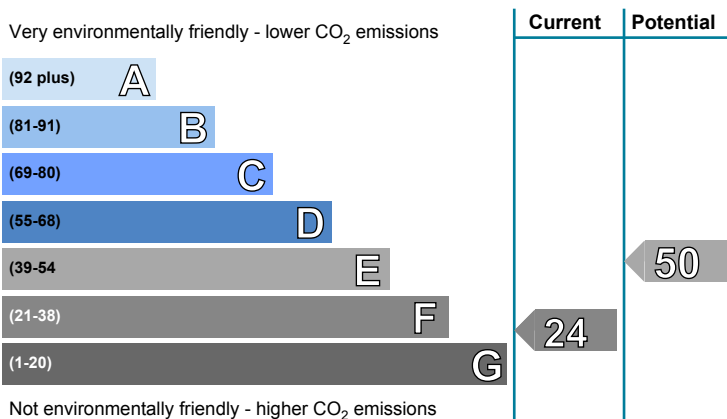 Current Potential
Very environmentally friendly - lower CO2 emissions
(92 plus) A
(81-91) B
(69-80) C
(55-68) D
(39-54 E
50
(21-38) F
24
(1-20) G
Not environmentally friendly - higher CO2 emissions